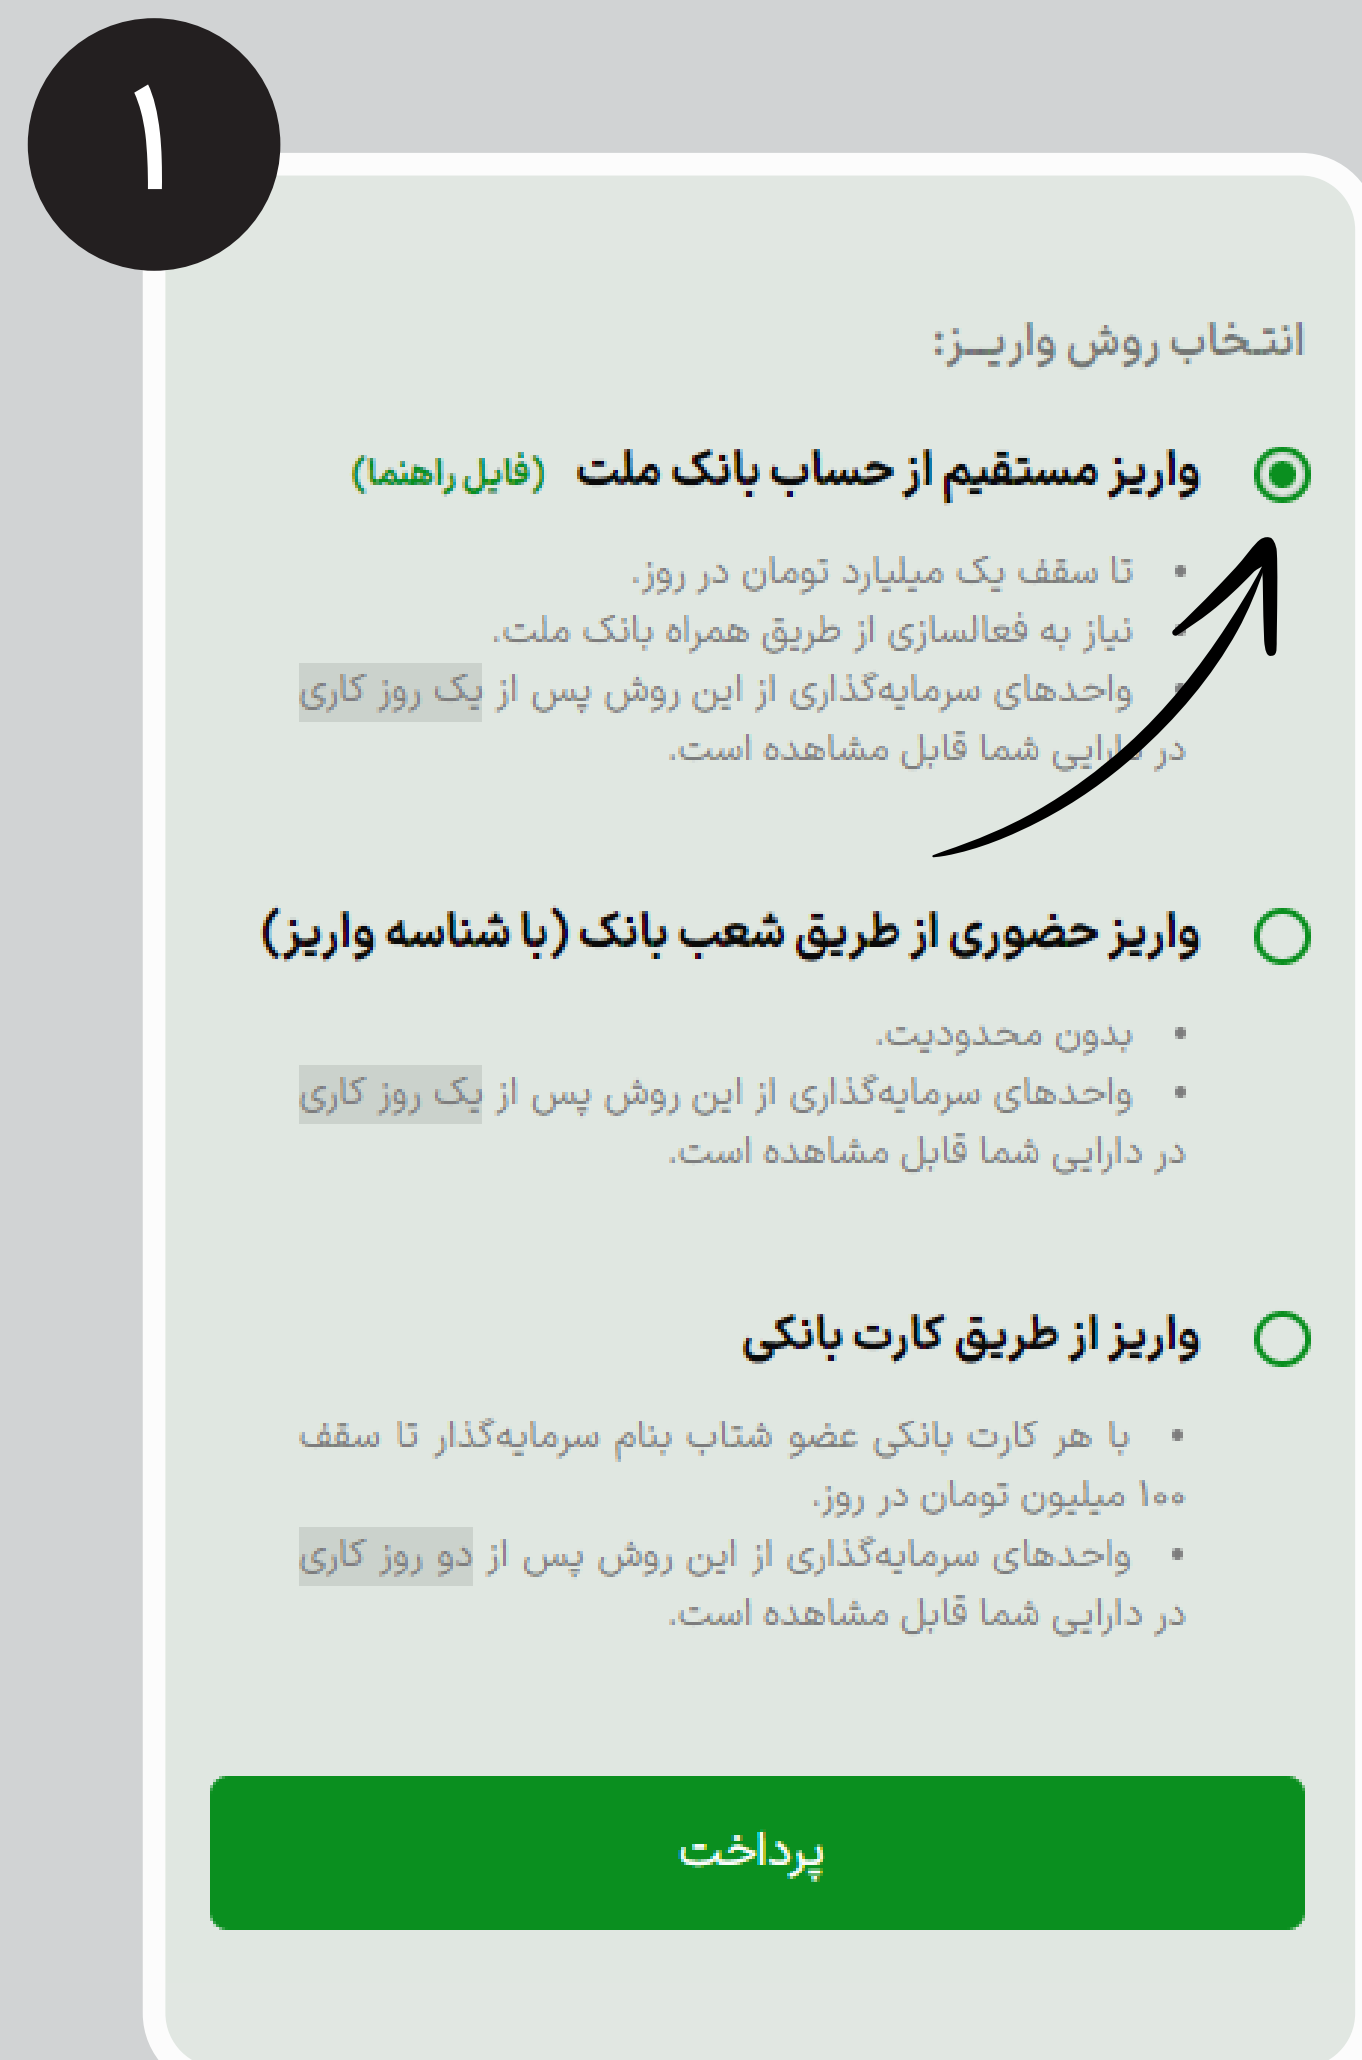 ۱
انتخاب روش واریز:
واریز مستقیم از حساب بانک ملت (فایل راهنما)
• تا سقف یک میلیارد تومان در روز.
• نیاز به فعالسازی از طریق همراه بانک ملت.
• واحدهای سرمایه‌گذاری از این روش پس از یک روز کاری
در دارایی شما قابل مشاهده است.
واریز حضوری از طریق شعب بانک (با شناسه واریز)
• بدون محدودیت.
• واحدهای سرمایه‌گذاری از این روش پس از یک روز کاری
در دارایی شما قابل مشاهده است.
واریز از طریق کارت بانکی
• با هر کارت بانکی عضو شتاب بنام سرمایه‌گذار تا سقف
۱۰۰ میلیون تومان در روز.
• واحدهای سرمایه‌گذاری از این روش پس از دو روز کاری
در دارایی شما قابل مشاهده است.
پرداخت